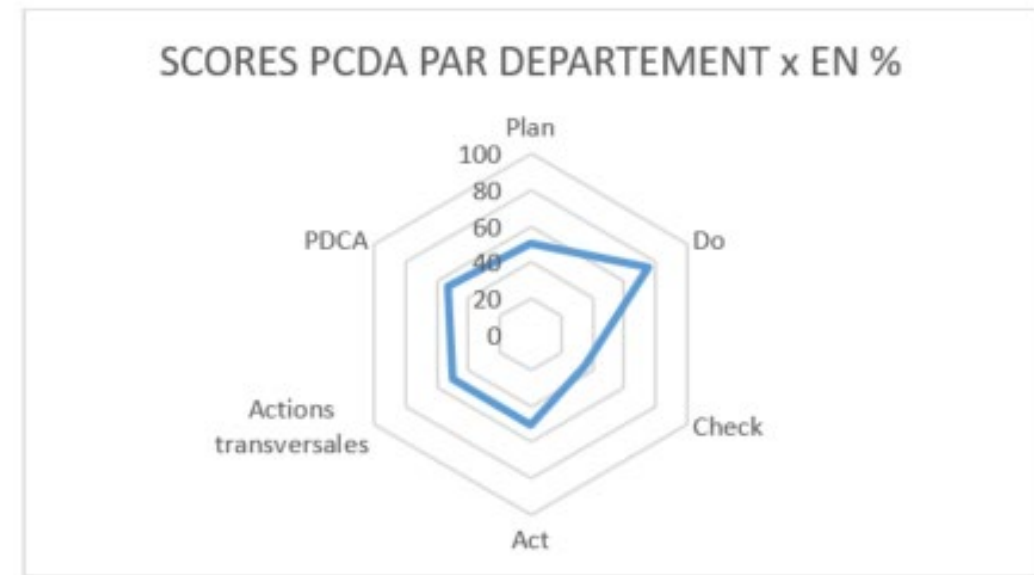 SCORES PCDA PAR DEPARTEMENT x EN %
Plan
100
80
60
40
20
0
PDCA
Do
Actions
transversales
Check
Act